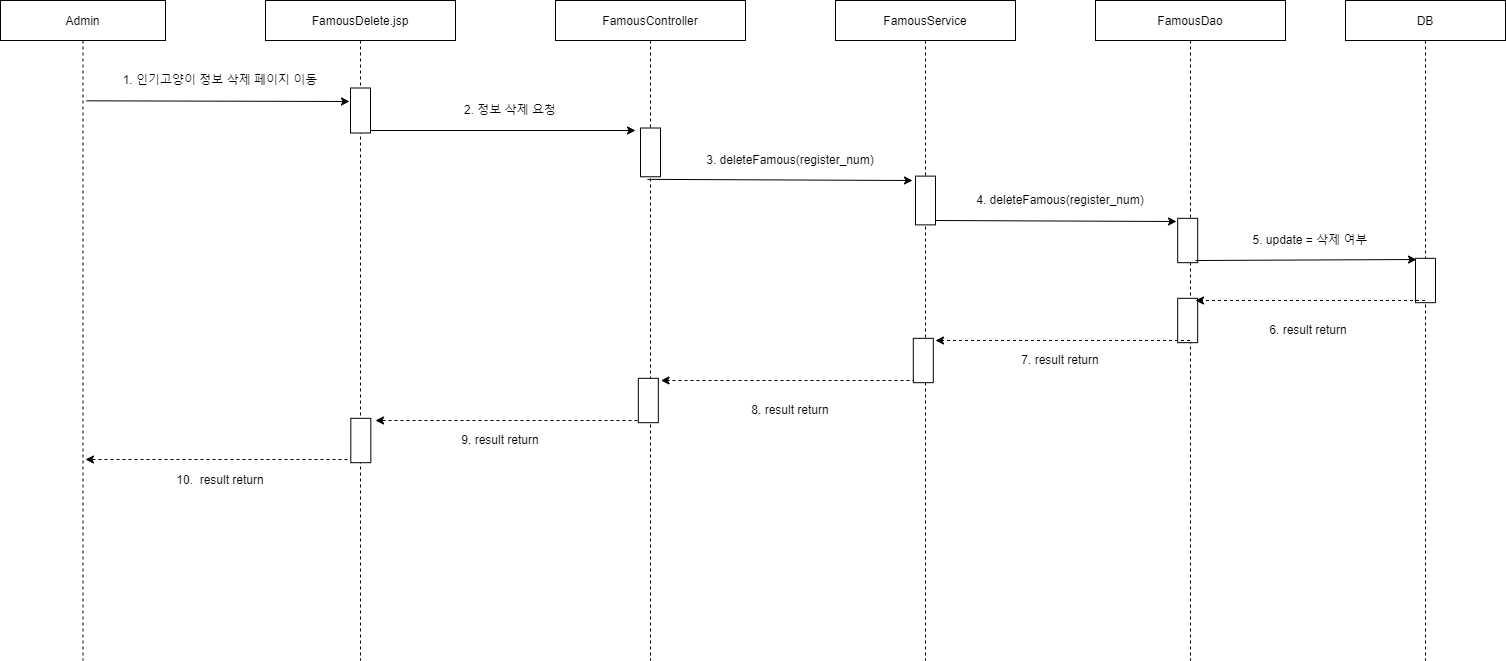 Admin
FamousDelete.jsp
FamousController
FamousService
FamousDao
DB
1. 인기고양이 정보 삭제 페이지 이동
2. 정보 삭제 요청
3. deleteFamous(register_num)
4. deleteFamous(register_num)
5. update = 삭제 여부
6. result return
7. result return
8. result return
9. result return
10.  result return